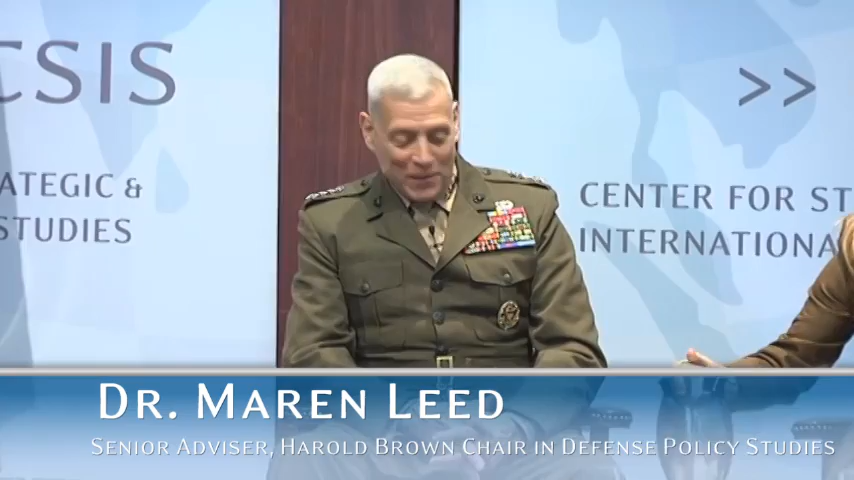 CSIS
>>
ATEGIC &
STUDIES
CENTER FOR ST
INTERNATIONA
DR. MAREN LEED
SENIOR ADVISER, HAROLD BROWN CHAIR IN DEFENSE POLICY STUDIES